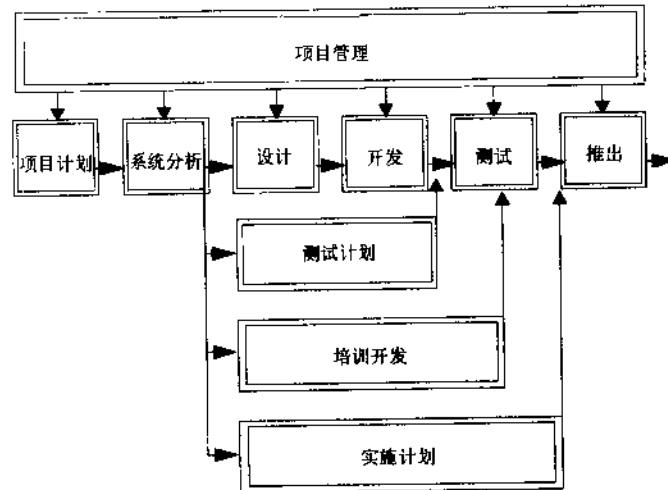 项目管理
项目计划
系统分析
设计
开发
测试
推出
测试计划
培训开发
实施计划